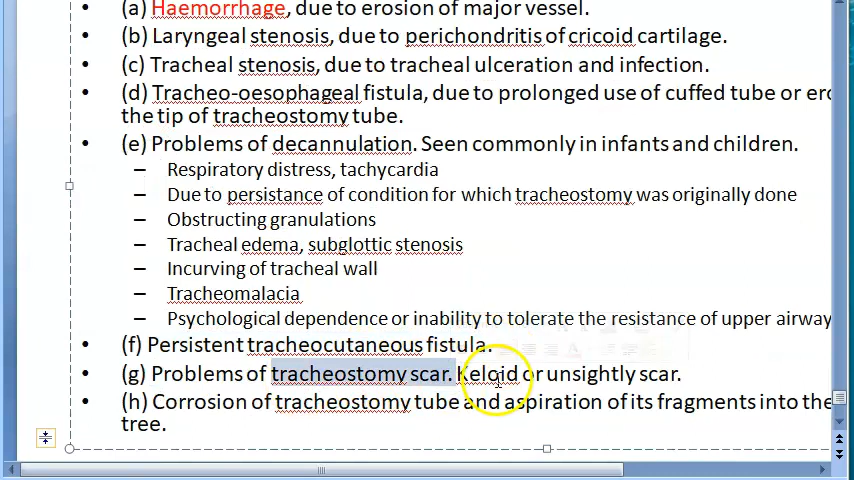 • (a) Haemorrhage, due to erosion of major vessel.
• (b) Laryngeal stenosis, due to perichondritis of cricoid cartilage.
• (c) Tracheal stenosis, due to tracheal ulceration and infection.
• (d) Tracheo-oesophageal fistula, due to prolonged use of cuffed tube or ero
the tip of tracheostomy tube.
• (e) Problems of decannulation. Seen commonly in infants and children.
– Respiratory distress, tachycardia
– Due to persistance of condition for which tracheostomy was originally done
– Obstructing granulations
– Tracheal edema, subglottic stenosis
– Incurving of tracheal wall
– Tracheomalacia
– Psychological dependence or inability to tolerate the resistance of upper airway
• (f) Persistent tracheocutaneous fistula.
• (g) Problems of tracheostomy scar. Keloid or unsightly scar.
• (h) Corrosion of tracheostomy tube and aspiration of its fragments into the
tree.